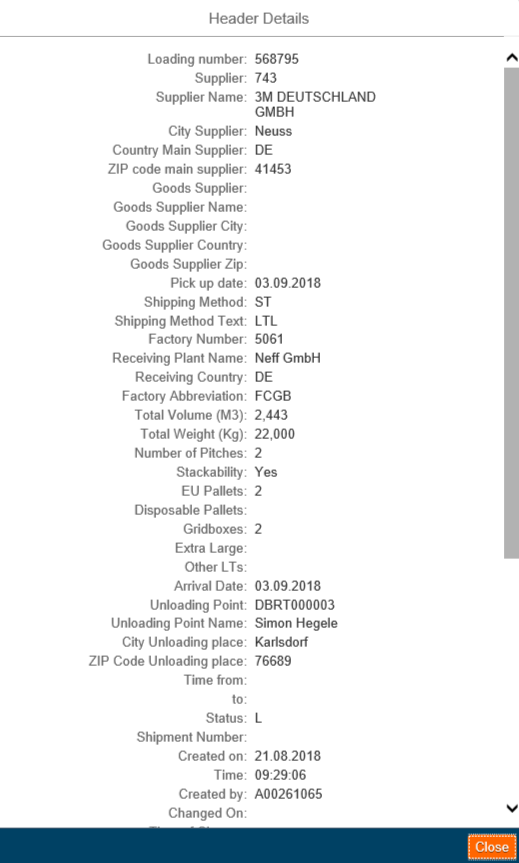 Header Details
Loading number: 568795
Supplier: 743
Supplier Name: 3M DEUTSCHLAND
GMBH
City Supplier: Neuss
Country Main Supplier: DE
ZIP code main supplier: 41453
Goods Supplier:
Goods Supplier Name:
Goods Supplier City:
Goods Supplier Country:
Goods Supplier Zip:
Pick up date: 03.09.2018
Shipping Method: ST
Shipping Method Text: LTL
Factory Number: 5061
Receiving Plant Name: Neff GmbH
Receiving Country: DE
Factory Abbreviation: FCGB
Total Volume (M3): 2,443
Total Weight (Kg): 22,000
Number of Pitches: 2
Stackability: Yes
EU Pallets: 2
Disposable Pallets:
Gridboxes: 2
Extra Large:
Other LTs:
Arrival Date: 03.09.2018
Unloading Point: DBRT000003
Unloading Point Name: Simon Hegele
City Unloading place: Karlsdorf
ZIP Code Unloading place: 76689
Time from:
to:
Status: L
Shipment Number:
Created on: 21.08.2018
Time: 09:29:06
Created by: A00261065
Changed On:
Close